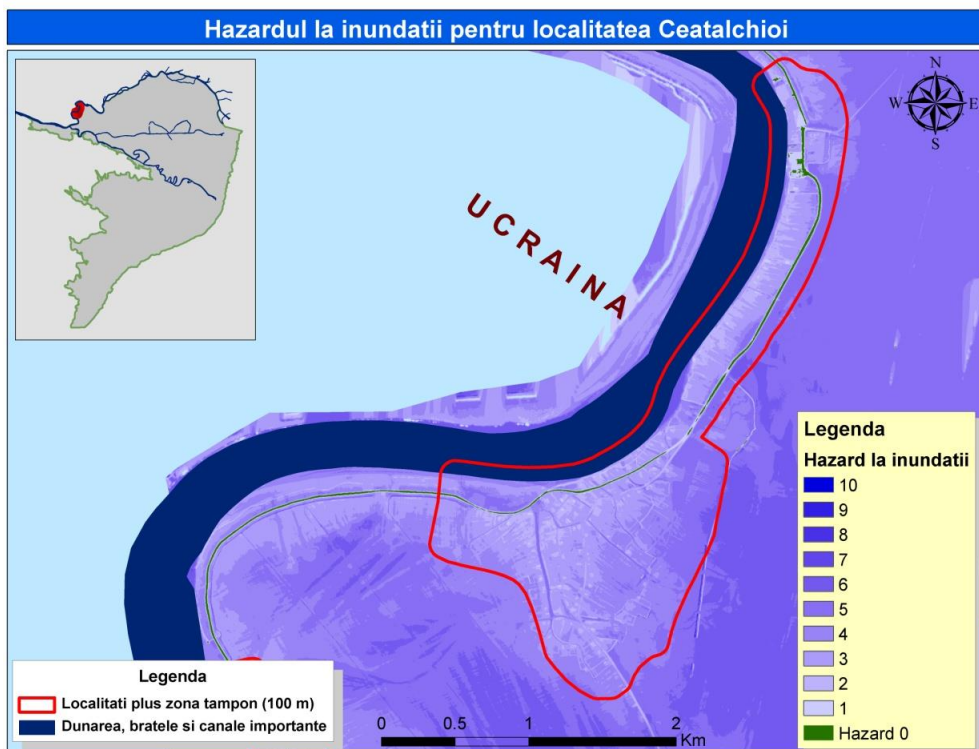 Hazardul la inundatii pentru localitatea Ceatalchioi
N
W E
S
UCRAINA
Legenda
Hazard la inundatii
10
9
8
7
6
5
4
3
2
1
Hazard 0
Legenda
Localitati plus zona tampon (100 m)
Dunarea, bratele si canale importante
0 0.5 1 2
Km